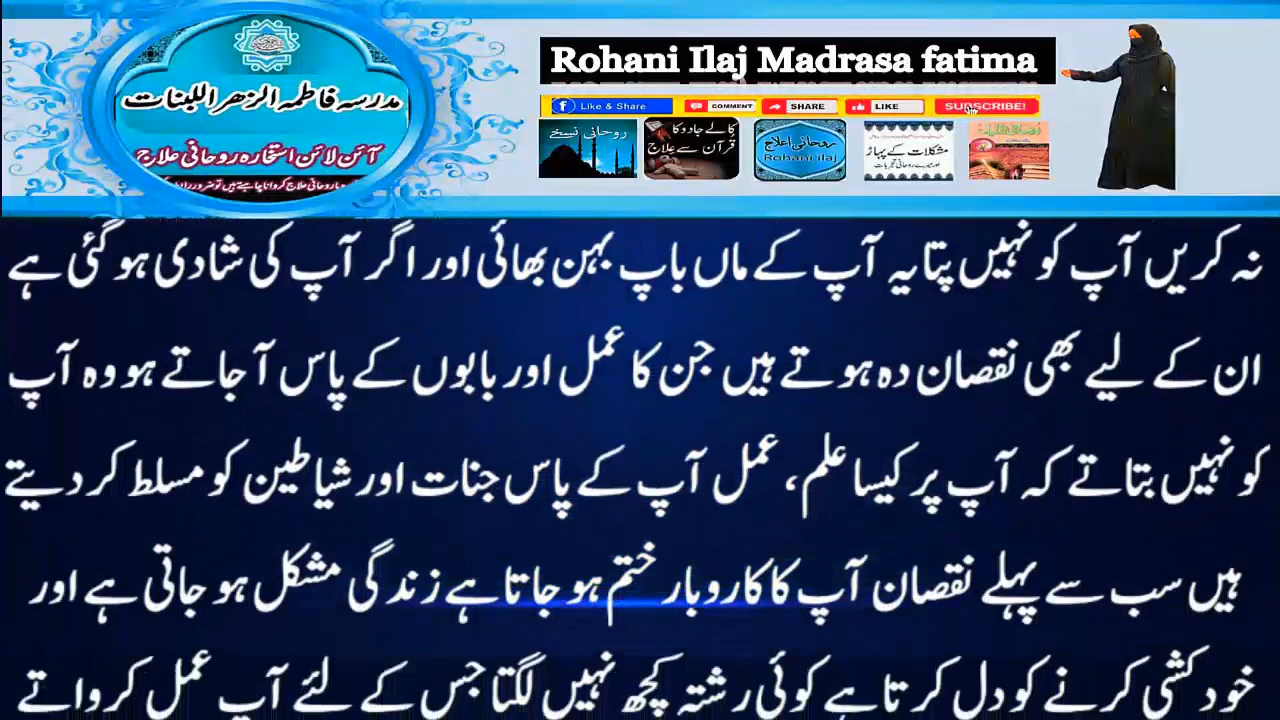 مدرسہ فاطمہ الزھرا للبنات
آئن لائن استخارہ روحانی علاج
Rohani Ilaj Madrasa fatima
Like & Share
COMMENT
SHARE
LIKE
SUBSCRIBE!
روحانی نسخے
کالے جادو کا
قرآن سے علاج
روحانی علاج
Rohani ilaj
مشکلات کے پہاڑ
نہ کریں آپ کو نہیں پتا یہ آپ کے ماں باپ بہن بھائی اور اگر آپ کی شادی ہو گئی ہے
ان کے لیے بھی نقصان دہ ہوتے ہیں جن کا عمل اور بابوں کے پاس آ جاتے ہو وہ آپ
کو نہیں بتاتے کہ آپ پر کیسا علم، عمل آپ کے پاس جنات اور شیاطین کو مسلط کر دیتے
ہیں سب سے پہلے نقصان آپ کا کاروبار ختم ہو جاتا ہے زندگی مشکل ہو جاتی ہے اور
خودکشی کرنے کو دل کرتا ہے کوئی رشتہ کچھ نہیں لگتا جس کے لئے آپ عمل کرواتے